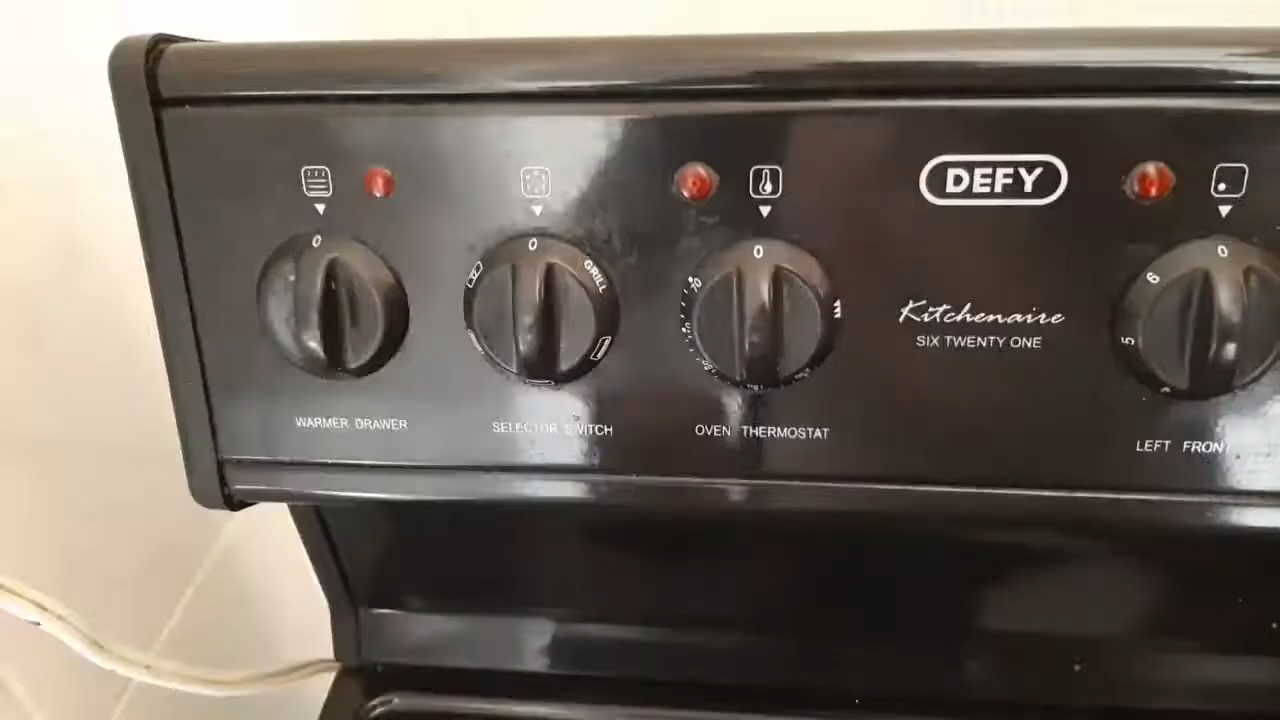 DEFY
0
0
GRILL
0
70
0
6
5
Kitchenaire
SIX TWENTY ONE
WARMER DRAWER
SELECTOR SWITCH
OVEN THERMOSTAT
LEFT FRONT